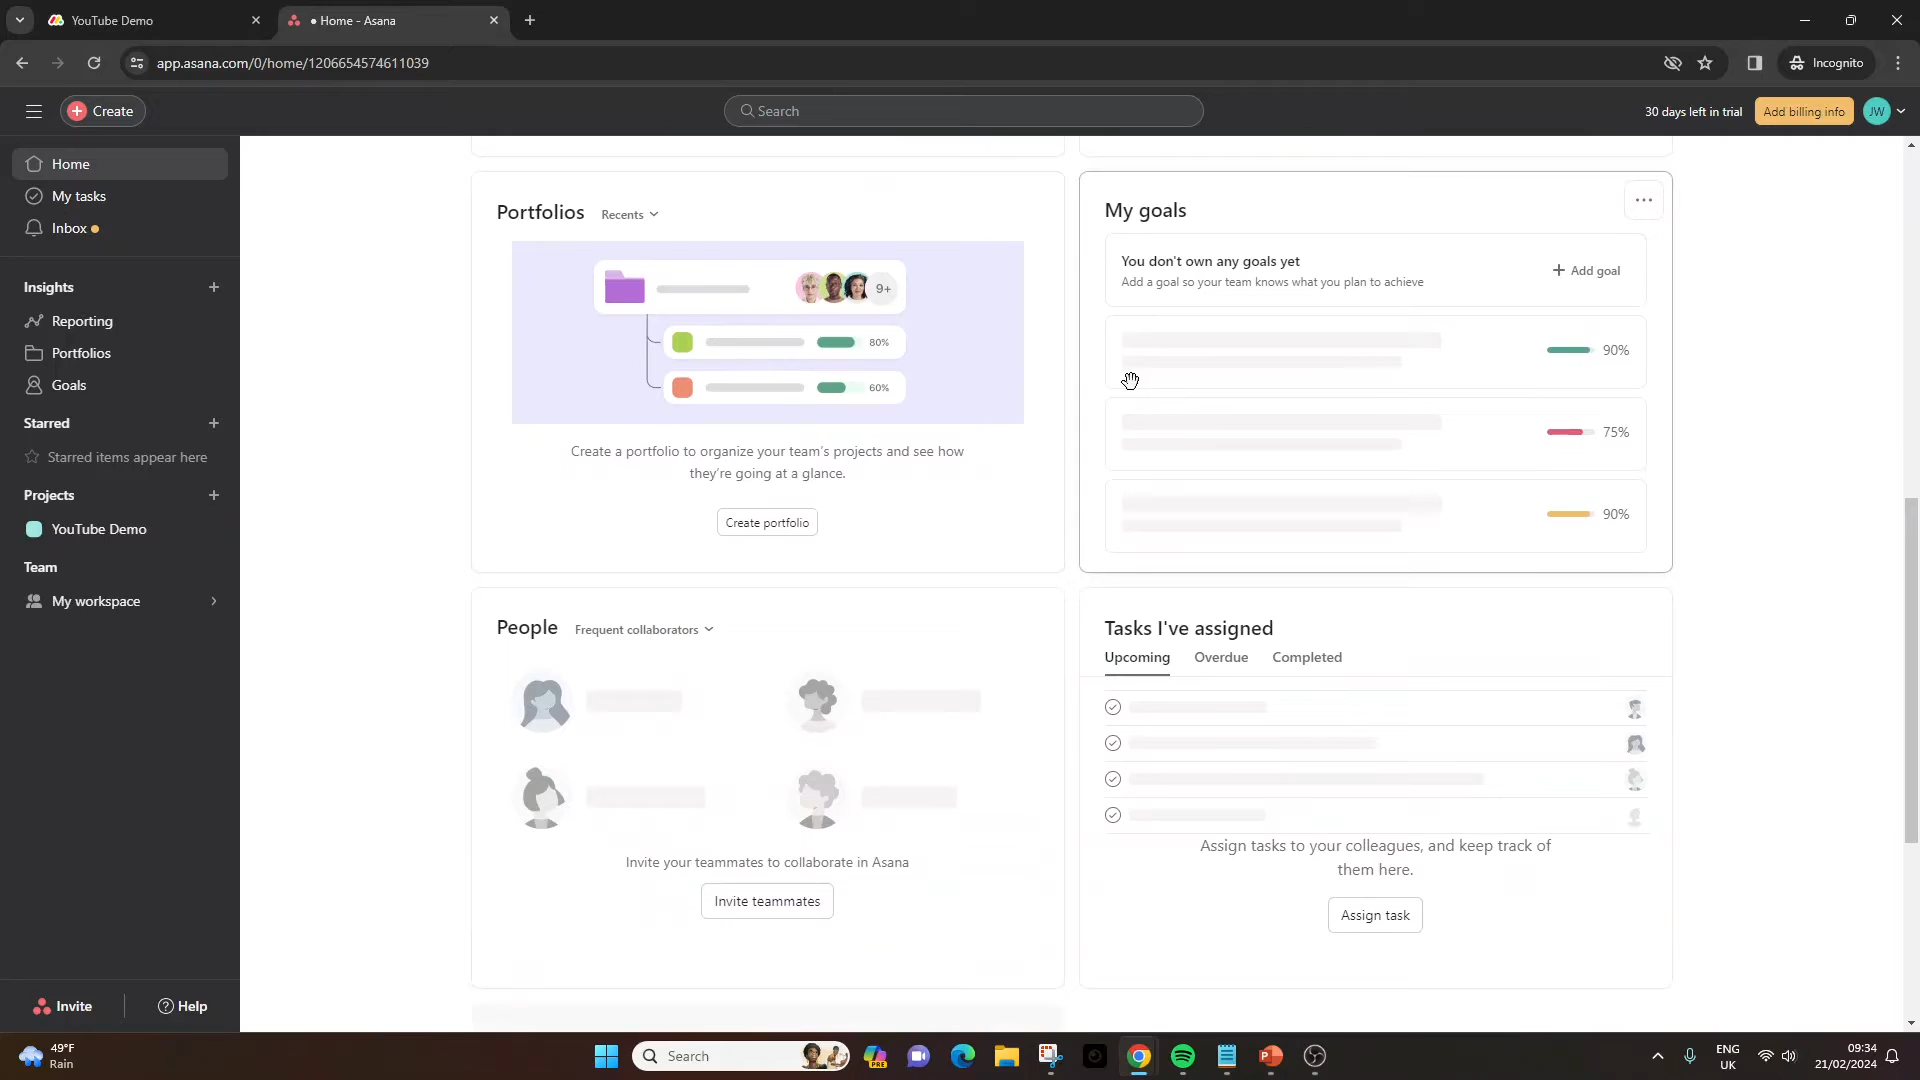 YouTube Demo
• Home - Asana
app.asana.com/0/home/1206654574611039
Incognito
Create
Search
30 days left in trial
Add billing info
JW
Home
My tasks
Inbox
Insights
Reporting
Portfolios
Goals
Starred
Starred items appear here
Projects
YouTube Demo
Team
My workspace
Invite
Help
Portfolios
Recents
9+
80%
60%
Create a portfolio to organize your team's projects and see how
they're going at a glance.
Create portfolio
My goals
You don't own any goals yet
Add a goal so your team knows what you plan to achieve
Add goal
90%
75%
90%
People
Frequent collaborators
Invite your teammates to collaborate in Asana
Invite teammates
Tasks I've assigned
Upcoming
Overdue
Completed
Assign tasks to your colleagues, and keep track of
them here.
Assign task
49°F
Rain
Search
PRE
ENG
UK
09:34
21/02/2024